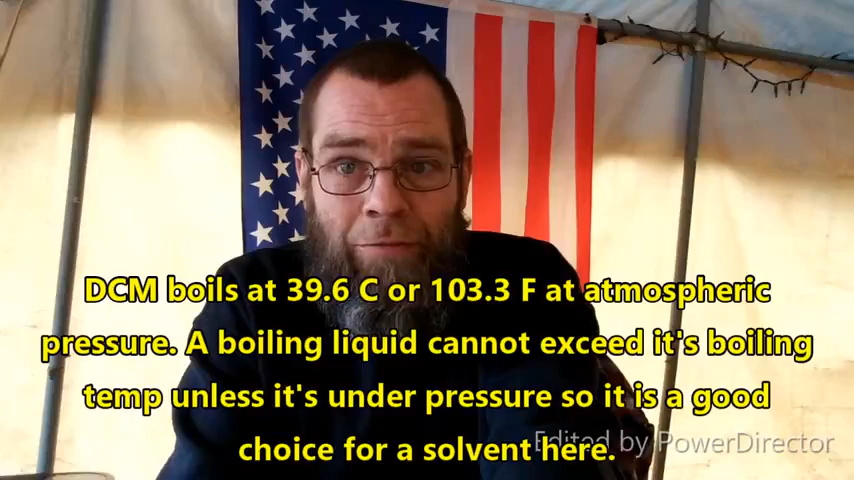 DCM boils at 39.6 C or 103.3 F at atmospheric
pressure. A boiling liquid cannot exceed it's boiling
temp unless it's under pressure so it is a good
choice for a solvent here.
Edited by PowerDirector